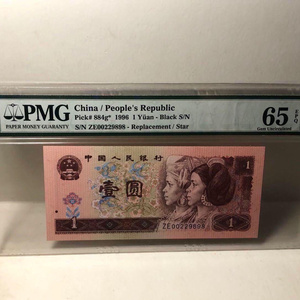 PMG
PAPER MONEY GUARANTY
China / People's Republic
Pick# 884g* 1996 1 Yüan - Black S/N
S/N ZE00229898 - Replacement / Star
65 EPQ
Gem Uncirculated
中国人民银行
壹圆
1
1
ZE00229898